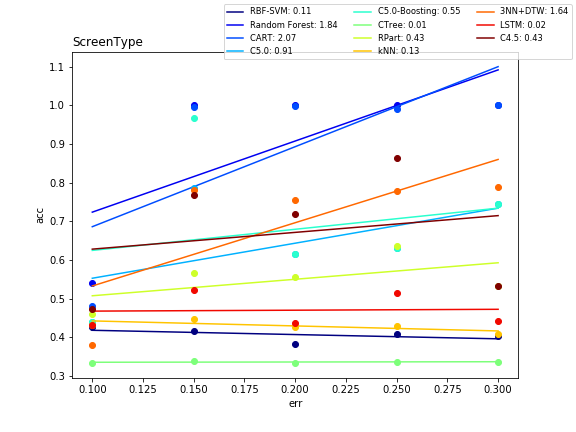 RBF-SVM: 0.11
Random Forest: 1.84
CART: 2.07
C5.0: 0.91
C5.0-Boosting: 0.55
CTree: 0.01
RPart: 0.43
kNN: 0.13
3NN+DTW: 1.64
LSTM: 0.02
C4.5: 0.43
ScreenType
1.1
1.0
0.9
0.8
0.7
0.6
0.5
0.4
0.3
acc
0.100 0.125 0.150 0.175 0.200 0.225 0.250 0.275 0.300
err